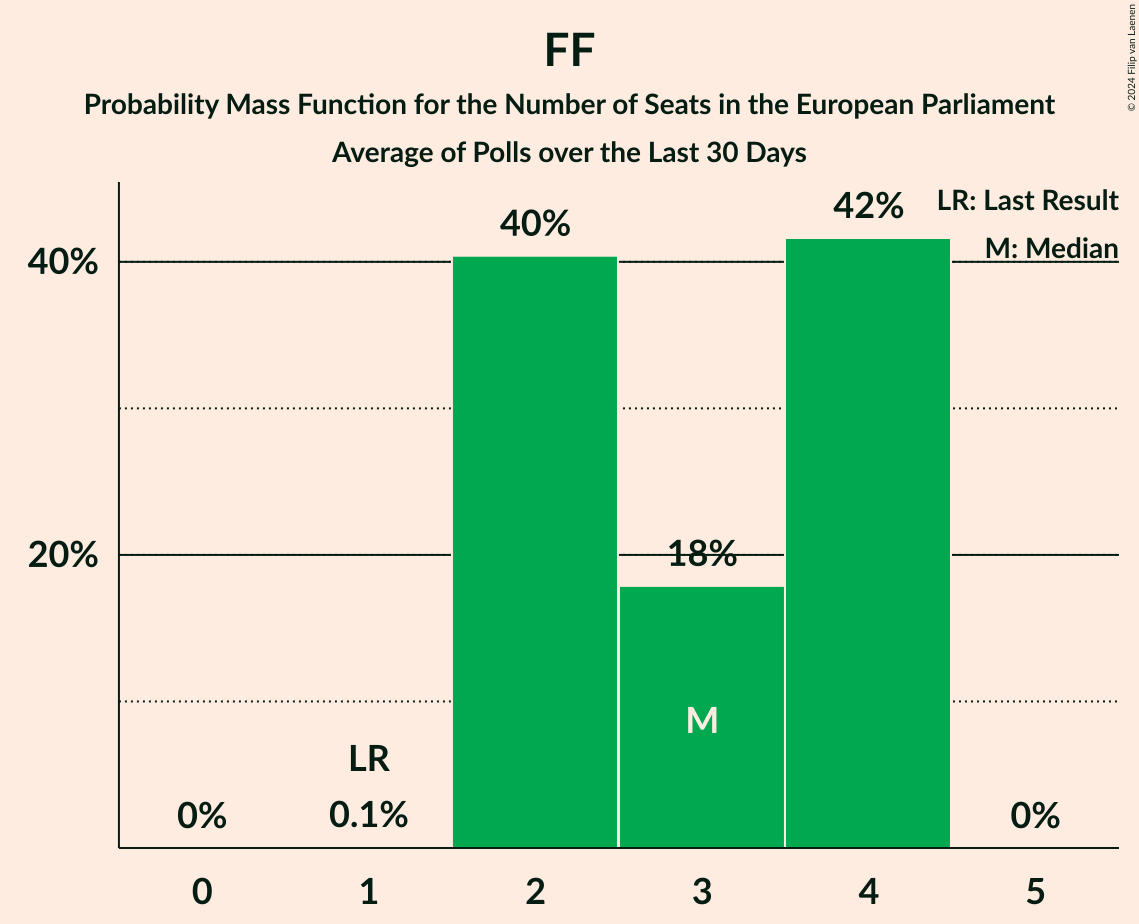 FF
Probability Mass Function for the Number of Seats in the European Parliament
Average of Polls over the Last 30 Days
© 2024 Filip van Laenen
LR: Last Result
M: Median
40%
42%
40%
20%
18%
M
LR
0%
0.1%
0%
0 1 2 3 4 5